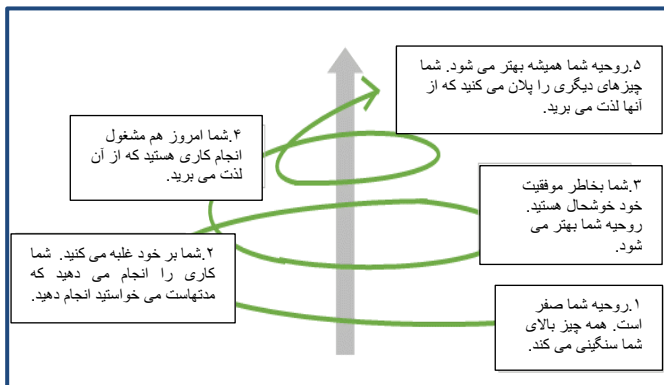 ۵.روحیه شما همیشه بهتر می شود. شما
چیزهای دیگری را پلان می کنید که از
آنها لذت می برید.
۴.شما امروز هم مشغول
انجام کاری هستید که از آن
لذت می برید.
۳.شما بخاطر موفقیت
خود خوشحال هستید.
روحیه شما بهتر می
شود.
۲.شما بر خود غلبه می کنید. شما
کاری را انجام می دهید که
مدتهاست می خواستید انجام دهید.
۱.روحیه شما صفر
است. همه چیز بالای
شما سنگینی می کند.